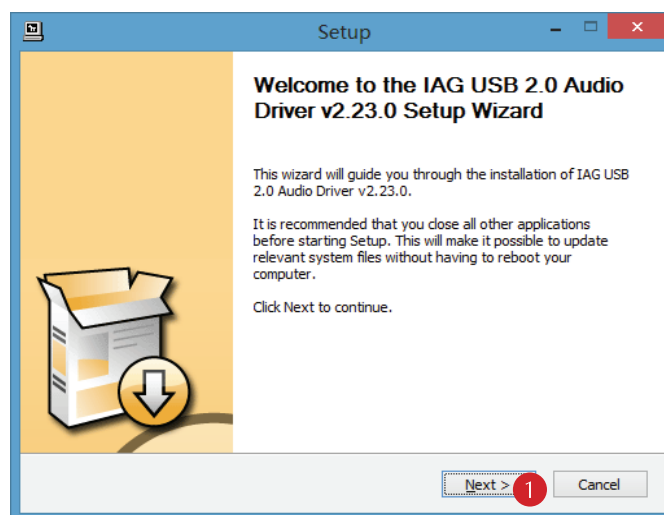 Setup
Welcome to the IAG USB 2.0 Audio
Driver v2.23.0 Setup Wizard
This wizard will guide you through the installation of IAG USB
2.0 Audio Driver v2.23.0.
It is recommended that you close all other applications
before starting Setup. This will make it possible to update
relevant system files without having to reboot your
computer.
Click Next to continue.
Next > 1 Cancel